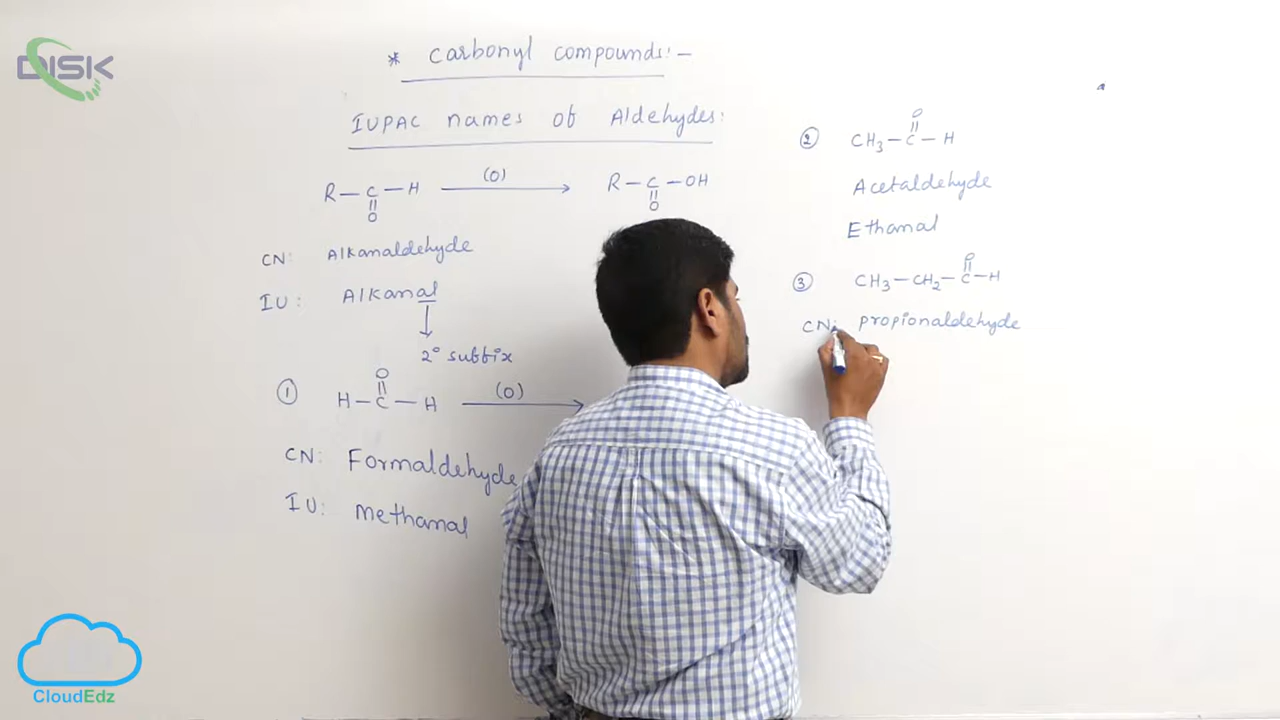 DISK
* Carbonyl compounds:-
IUPAC names of Aldehydes:
R-C-H (O) → R-C-OH
O O
CN: Alkanaldehyde
IU: Alkanal
↓
2° suffix
① O
H-C-H (O) →
CN: Formaldehyde
IU: methanal
② O
CH₃-C-H
Acetaldehyde
Ethanal
③ O
CH₃-CH₂-C-H
CN: propionaldehyde
CloudEdz